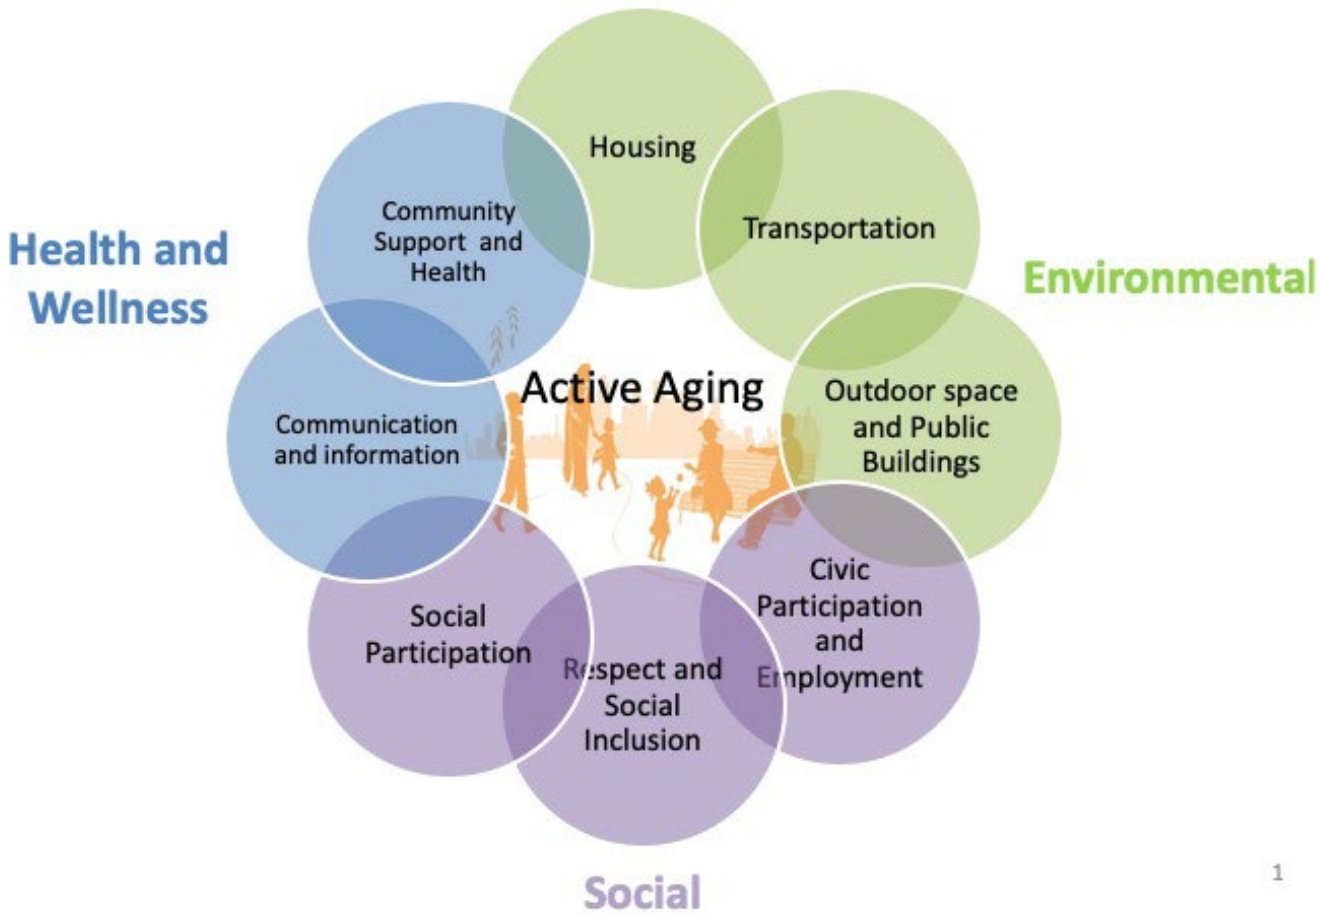 Housing
Transportation
Community
Support and
Health
Health and
Wellness
Environmental
Active Aging
Outdoor space
and Public
Buildings
Communication
and information
Civic
Participation
and
Employment
Social
Participation
Respect and
Social
Inclusion
Social
1